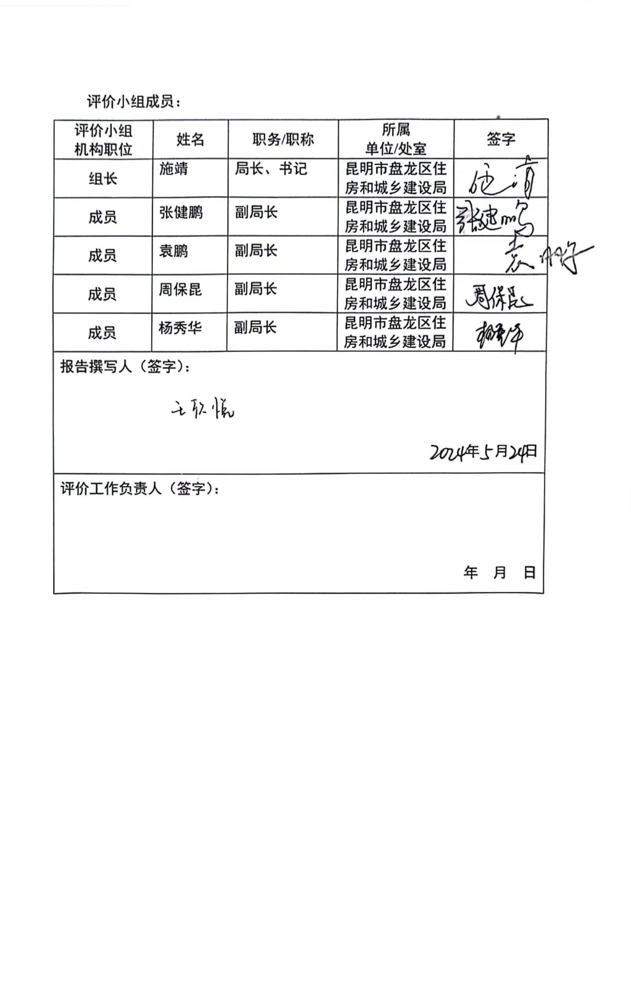 评价小组成员：
评价小组
机构职位
姓名
职务/职称
所属
单位/处室
签字
组长
施靖
局长、书记
昆明市盘龙区住
房和城乡建设局
施靖
成员
张健鹏
副局长
昆明市盘龙区住
房和城乡建设局
张健鹏
成员
袁鹏
副局长
昆明市盘龙区住
房和城乡建设局
袁鹏
成员
周保昆
副局长
昆明市盘龙区住
房和城乡建设局
周保昆
成员
杨秀华
副局长
昆明市盘龙区住
房和城乡建设局
杨秀华
报告撰写人（签字）：
2024年5月24日
评价工作负责人（签字）：
年 月 日